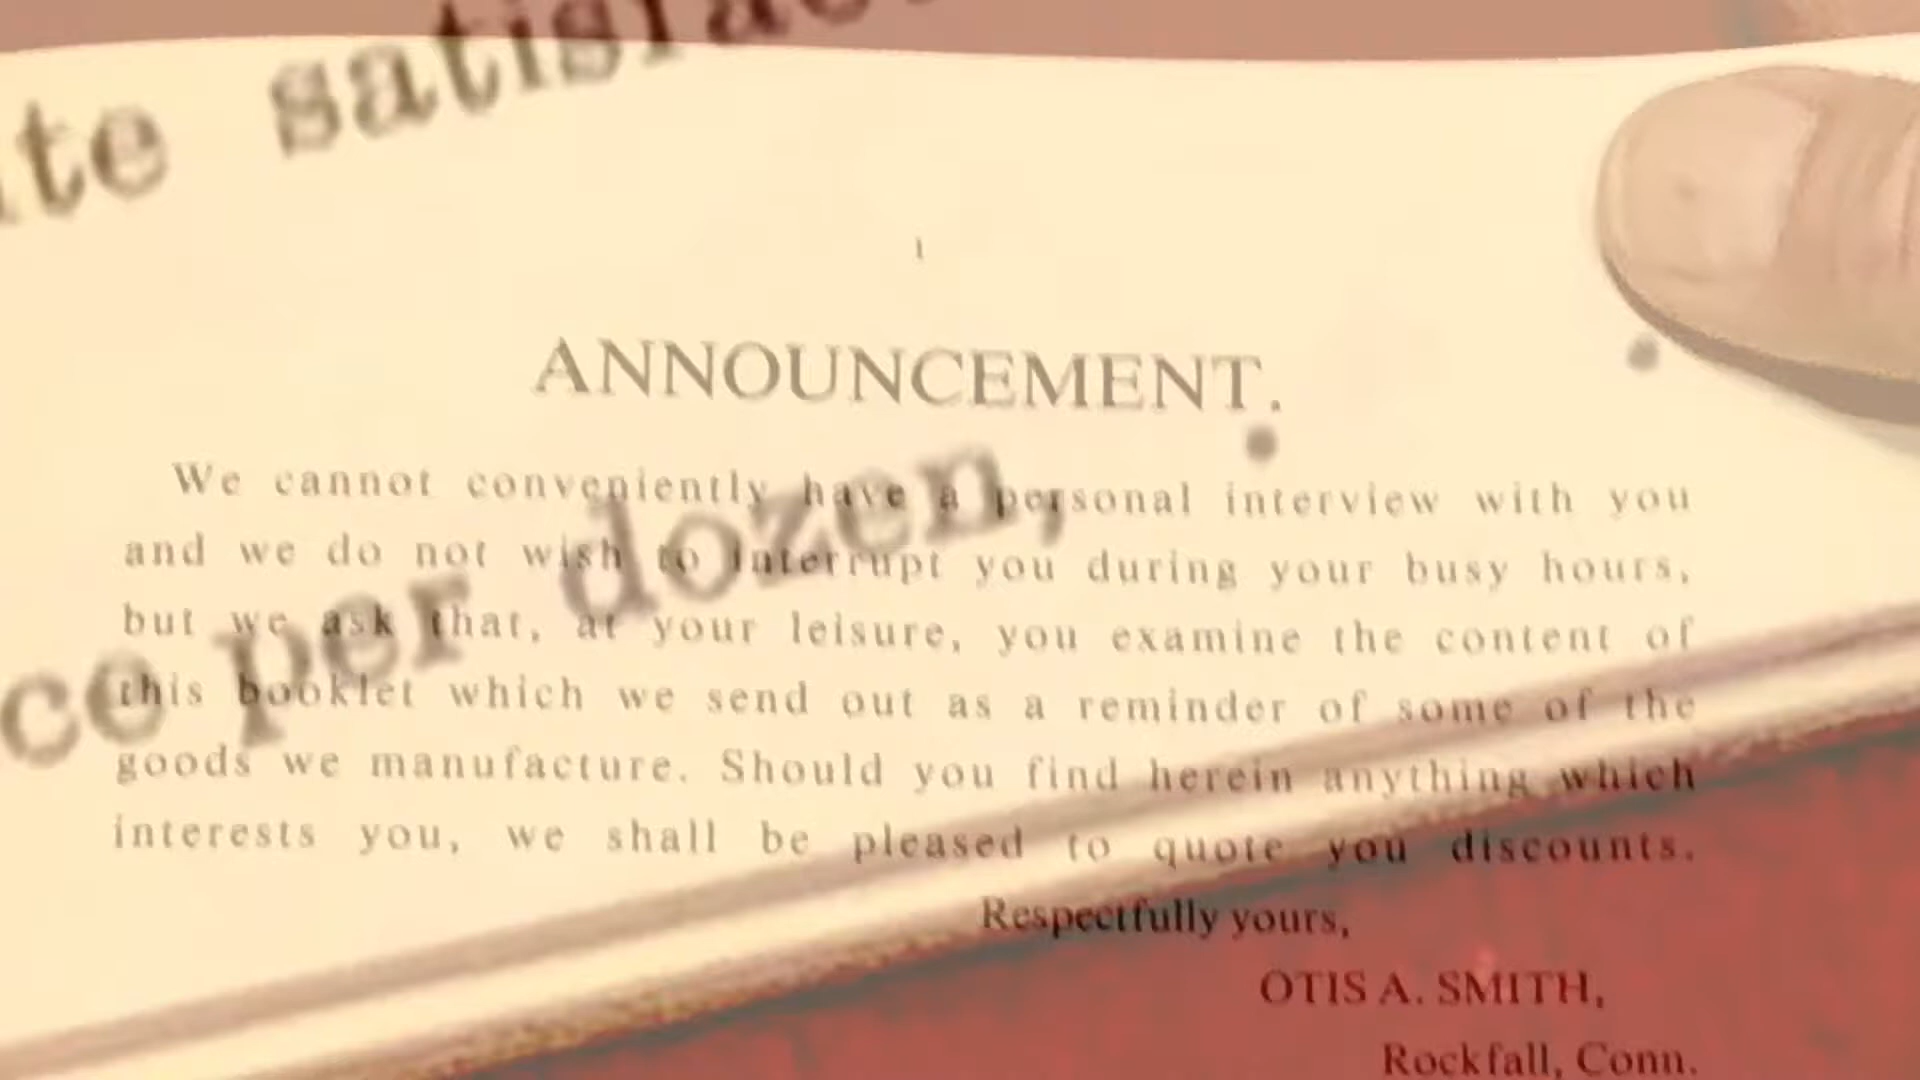 te satisfac
1
ANNOUNCEMENT.
We cannot conveniently have a personal interview with you
and we do not wish to interrupt you during your busy hours,
but we ask that, at your leisure, you examine the content of
this booklet which we send out as a reminder of some of the
goods we manufacture. Should you find herein anything which
interests you, we shall be pleased to quote you discounts.
Respectfully yours,
OTIS A. SMITH,
Rockfall, Conn.
ce per dozen,